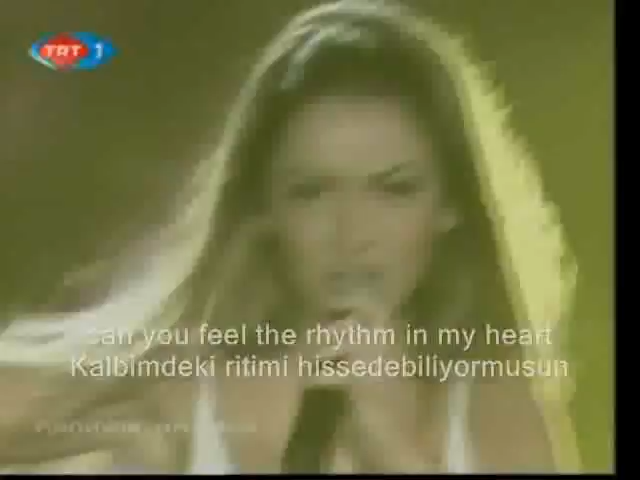 TRT 1
can you feel the rhythm in my heart
Kalbimdeki ritimi hissedebiliyormusun